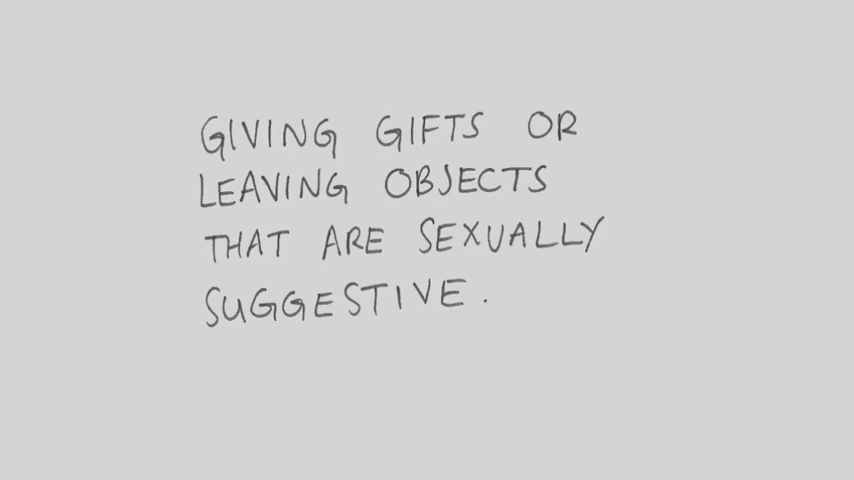 GIVING GIFTS OR
LEAVING OBJECTS
THAT ARE SEXUALLY
SUGGESTIVE.